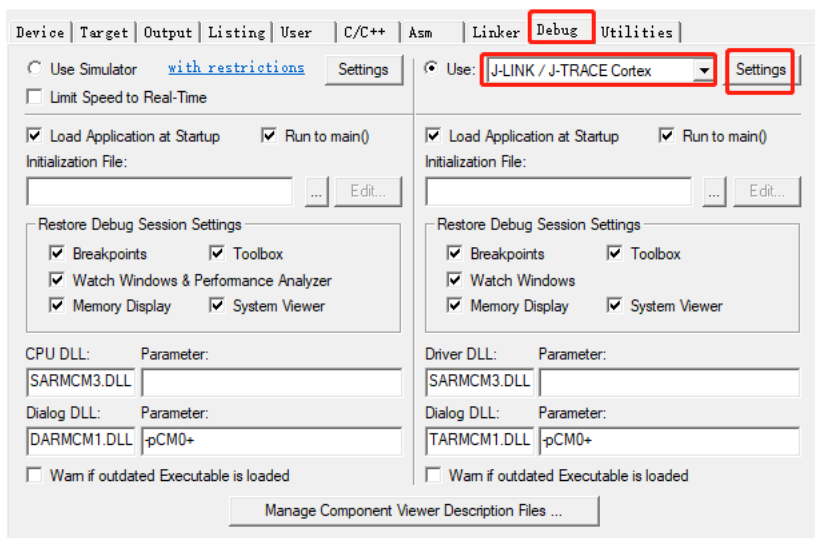 Device Target Output Listing User C/C++ Asm Linker Debug Utilities
Use Simulator with restrictions Settings
Limit Speed to Real-Time
Load Application at Startup Run to main()
Initialization File:
... Edit...
Restore Debug Session Settings
Breakpoints Toolbox
Watch Windows & Performance Analyzer
Memory Display System Viewer
CPU DLL: Parameter:
SARMCM3.DLL
Dialog DLL: Parameter:
DARMCM1.DLL -pCM0+
Warn if outdated Executable is loaded
Use: J-LINK / J-TRACE Cortex Settings
Load Application at Startup Run to main()
Initialization File:
... Edit...
Restore Debug Session Settings
Breakpoints Toolbox
Watch Windows
Memory Display System Viewer
Driver DLL: Parameter:
SARMCM3.DLL
Dialog DLL: Parameter:
TARMCM1.DLL -pCM0+
Warn if outdated Executable is loaded
Manage Component Viewer Description Files ...